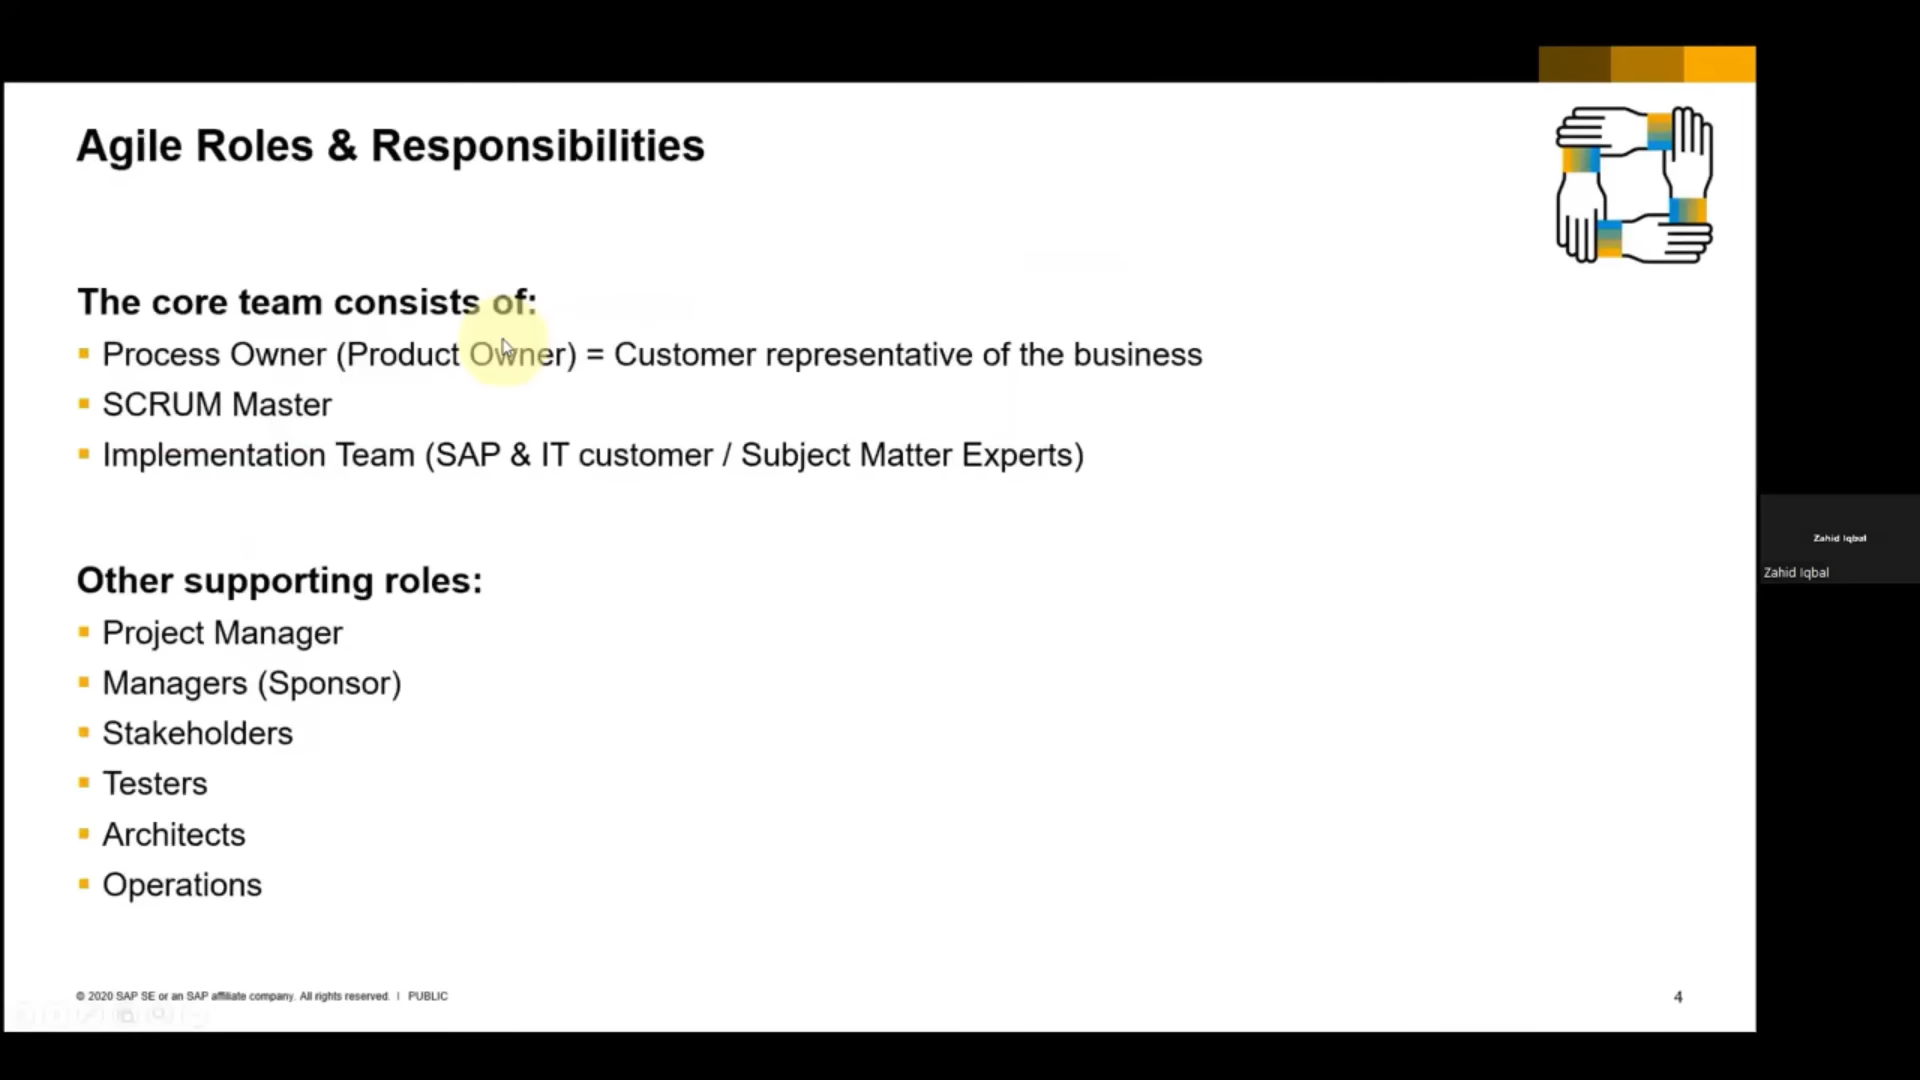 Agile Roles & Responsibilities
The core team consists of:
Process Owner (Product Owner) = Customer representative of the business
SCRUM Master
Implementation Team (SAP & IT customer / Subject Matter Experts)
Other supporting roles:
Project Manager
Managers (Sponsor)
Stakeholders
Testers
Architects
Operations
© 2020 SAP SE or an SAP affiliate company. All rights reserved. | PUBLIC
4
Zahid Iqbal
Zahid Iqbal